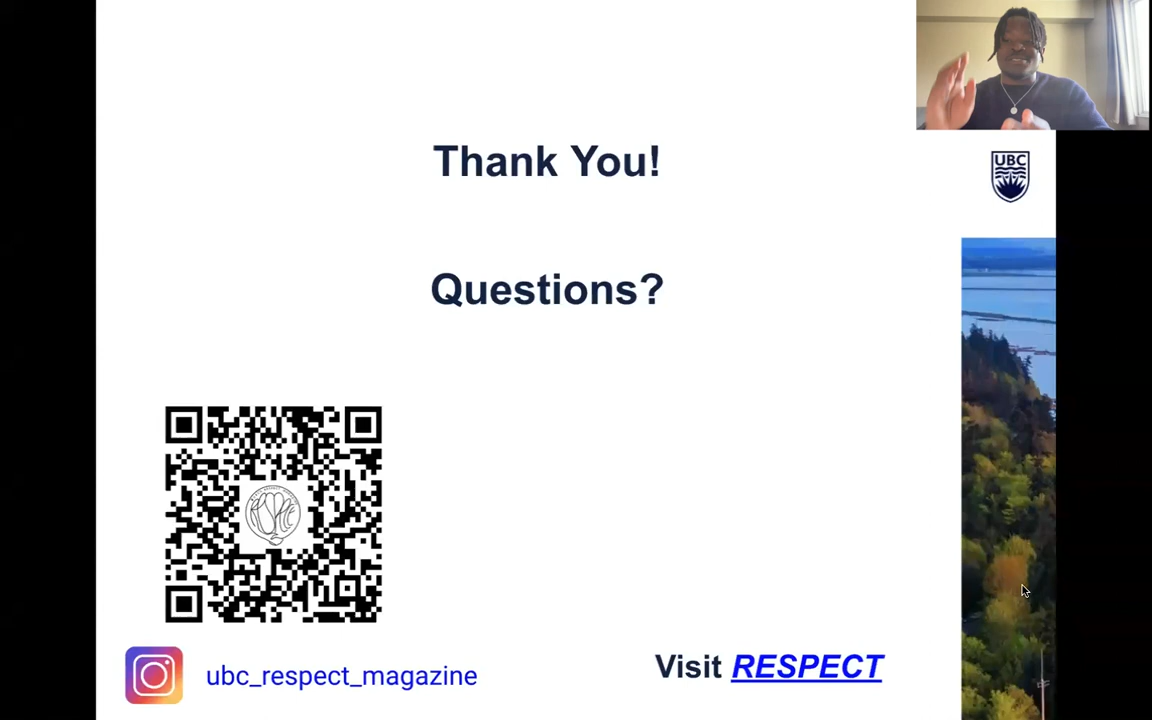 Thank You!
UBC
Questions?
ubc_respect_magazine
Visit RESPECT